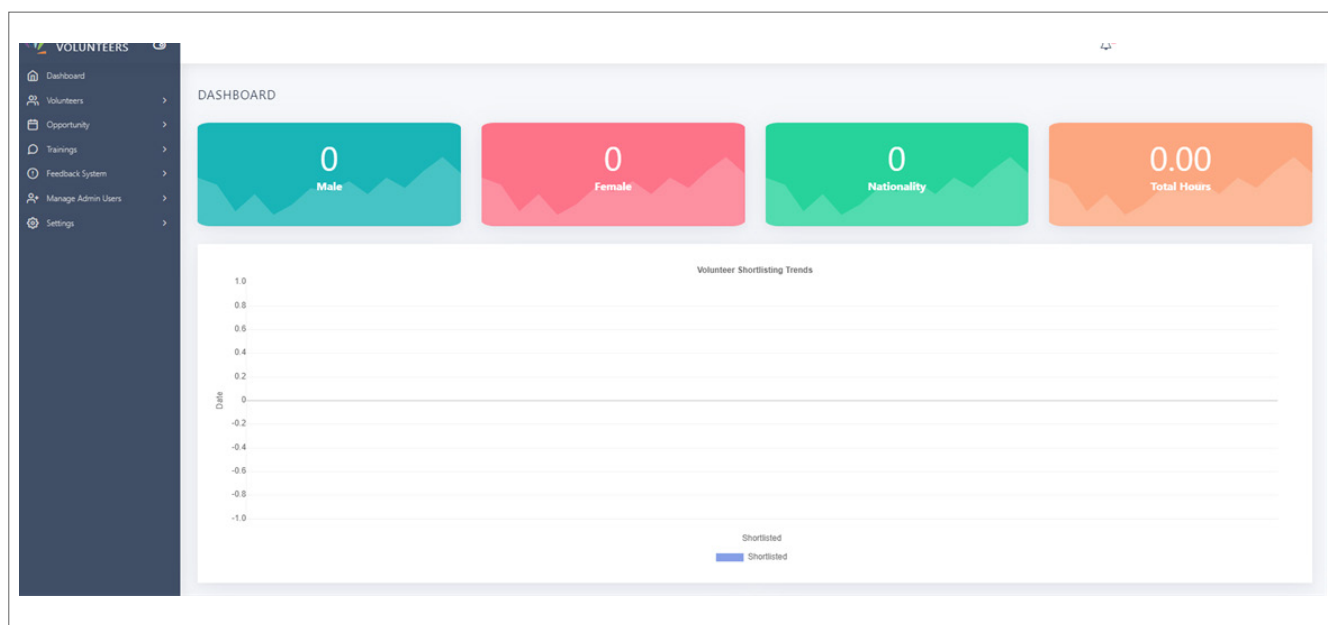 VOLUNTEERS
Dashboard
Volunteers
Opportunity
Trainings
Feedback System
Manage Admin Users
Settings
DASHBOARD
0
Male
0
Female
0
Nationality
0.00
Total Hours
Volunteer Shortlisting Trends
1.0
0.8
0.6
0.4
0.2
0
-0.2
-0.4
-0.6
-0.8
-1.0
Date
Shortlisted
Shortlisted